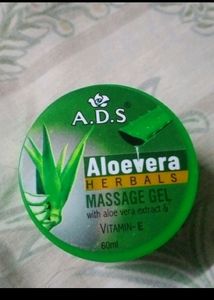 A.D.S
Aloevera
HERBALS
MASSAGE GEL
with aloe vera extract &
VITAMIN-E
60ml